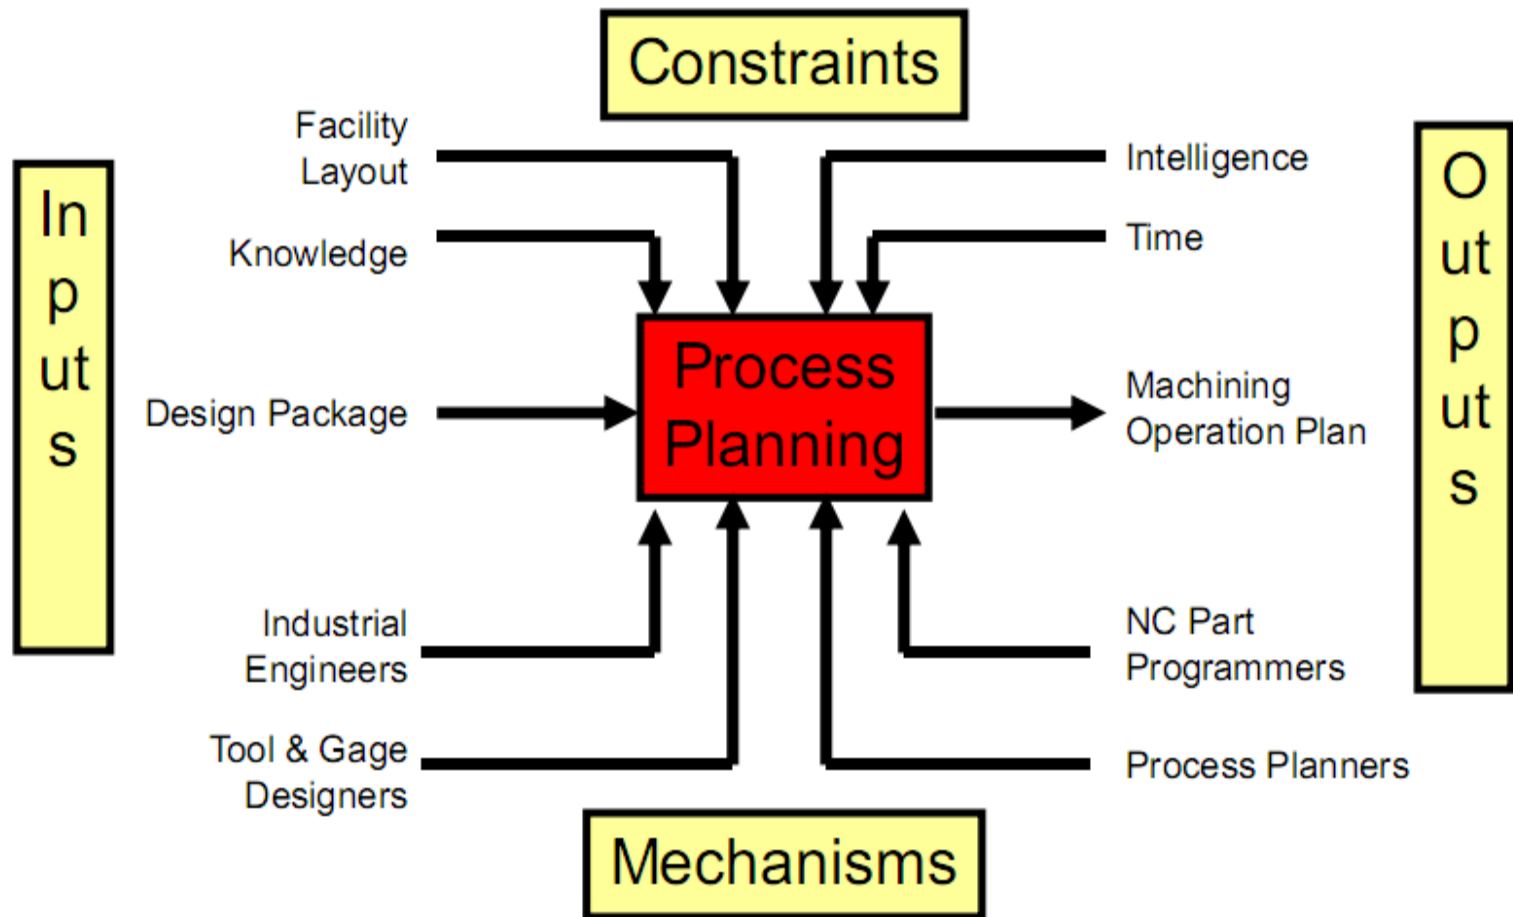 Constraints
Facility
Layout
Intelligence
Knowledge
Time
In
p
ut
s
O
ut
p
ut
s
Process
Planning
Design Package
Machining
Operation Plan
Industrial
Engineers
NC Part
Programmers
Tool & Gage
Designers
Process Planners
Mechanisms